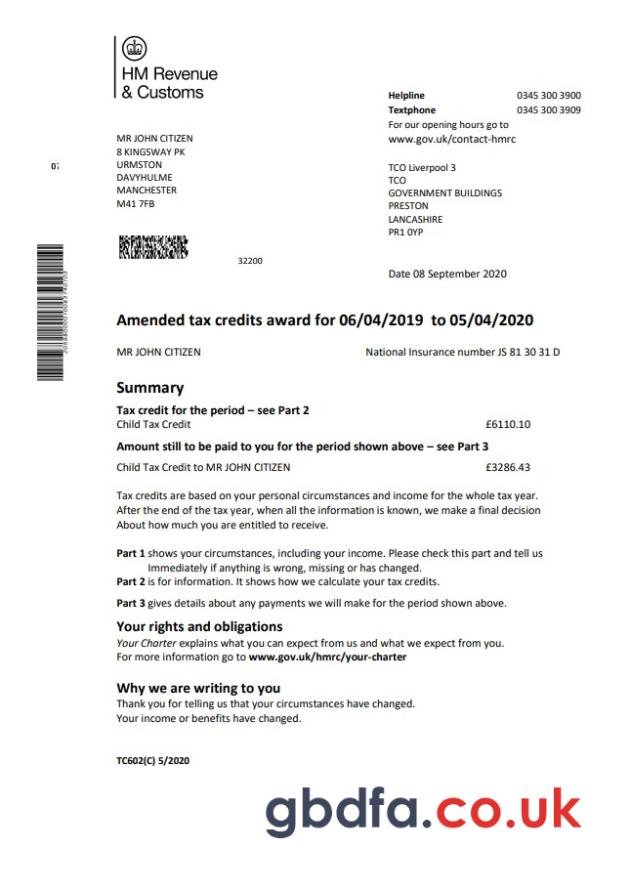 HM Revenue
& Customs
Helpline 0345 300 3900
Textphone 0345 300 3909
For our opening hours go to
www.gov.uk/contact-hmrc
MR JOHN CITIZEN
8 KINGSWAY PK
URMSTON
DAVYHULME
MANCHESTER
M41 7FB
TCO Liverpool 3
TCO
GOVERNMENT BUILDINGS
PRESTON
LANCASHIRE
PR1 0YP
32200
Date 08 September 2020
Amended tax credits award for 06/04/2019 to 05/04/2020
MR JOHN CITIZEN National Insurance number JS 81 30 31 D
Summary
Tax credit for the period – see Part 2
Child Tax Credit £6110.10
Amount still to be paid to you for the period shown above – see Part 3
Child Tax Credit to MR JOHN CITIZEN £3286.43
Tax credits are based on your personal circumstances and income for the whole tax year.
After the end of the tax year, when all the information is known, we make a final decision
About how much you are entitled to receive.
Part 1 shows your circumstances, including your income. Please check this part and tell us
Immediately if anything is wrong, missing or has changed.
Part 2 is for information. It shows how we calculate your tax credits.
Part 3 gives details about any payments we will make for the period shown above.
Your rights and obligations
Your Charter explains what you can expect from us and what we expect from you.
For more information go to www.gov.uk/hmrc/your-charter
Why we are writing to you
Thank you for telling us that your circumstances have changed.
Your income or benefits have changed.
TC602(C) 5/2020
gbdfa.co.uk